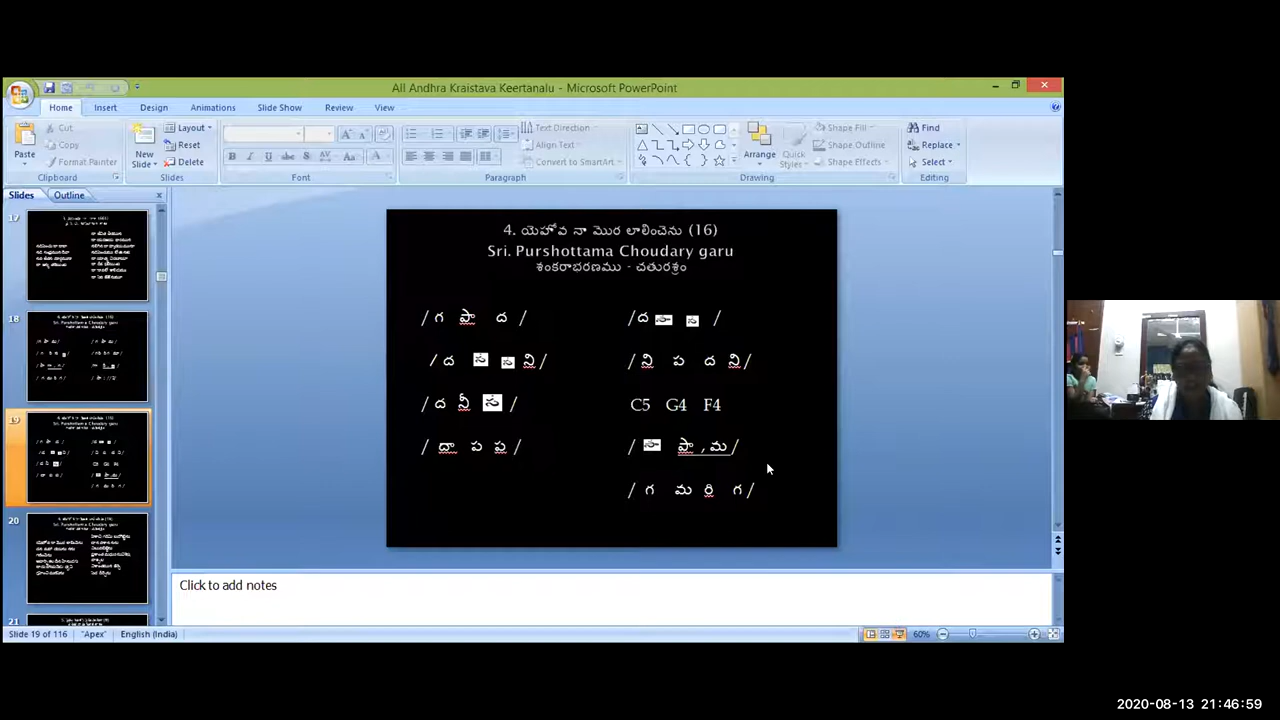 All Andhra Kraistava Keertanalu - Microsoft PowerPoint
Home Insert Design Animations Slide Show Review View
Cut
Copy
Format Painter
Paste
Clipboard
New Slide
Layout
Reset
Delete
Slides
Font
Text Direction
Align Text
Convert to SmartArt
Paragraph
Arrange
Quick Styles
Shape Fill
Shape Outline
Shape Effects
Drawing
Find
Replace
Select
Editing
Slides Outline
17
18
19
20
21
4. యెహోవ నా మొర లాలించెను (16)
Sri. Purshottama Choudary garu
శంకరాభరణము - చతురశ్రం
/ గ పా ద /
/ ద స స ని /
/ ద నీ స /
/ దా ప ప /
/ద సా స /
/ ని ప ద ని /
C5 G4 F4
/ సా పా , మ /
/ గ మ రి గ /
Click to add notes
Slide 19 of 116 "Apex" English (India) 60%
2020-08-13 21:46:59